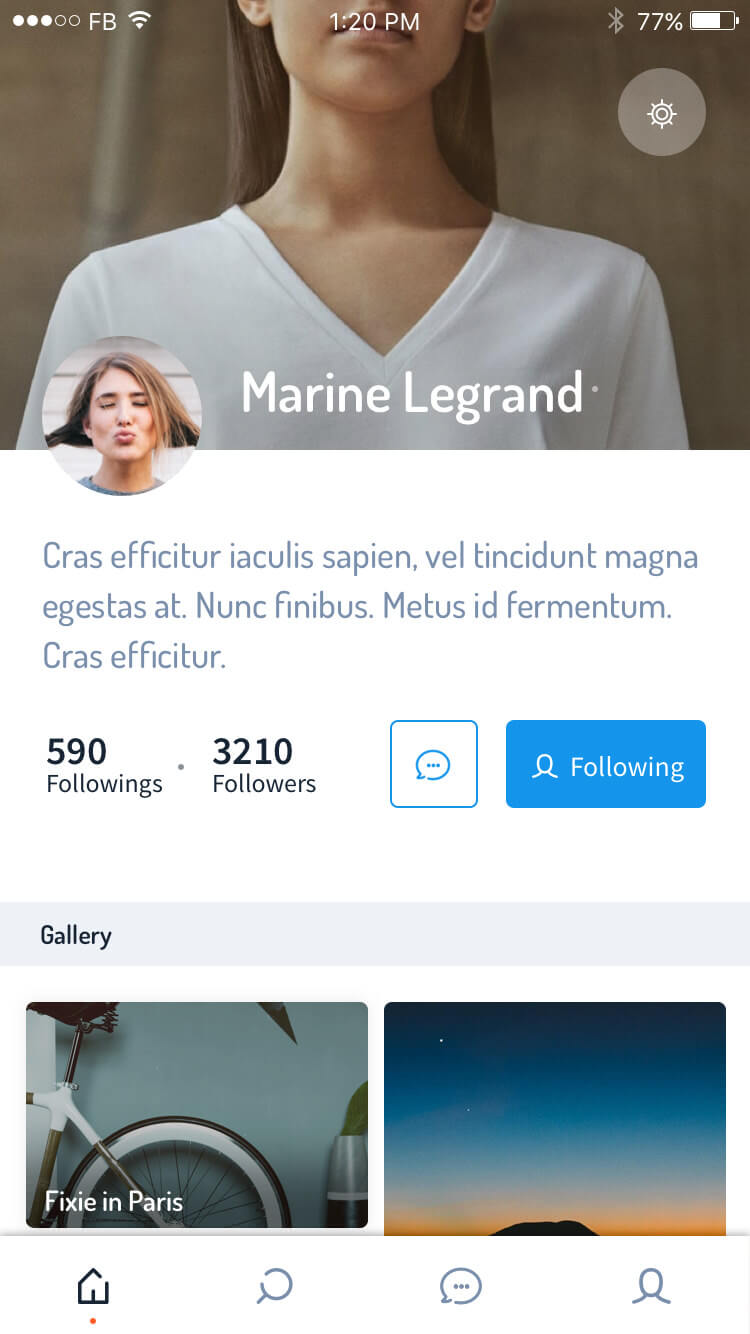 FB 1:20 PM 77%
Marine Legrand
Cras efficitur iaculis sapien, vel tincidunt magna
egestas at. Nunc finibus. Metus id fermentum.
Cras efficitur.
590 3210
Followings Followers
Following
Gallery
Fixie in Paris